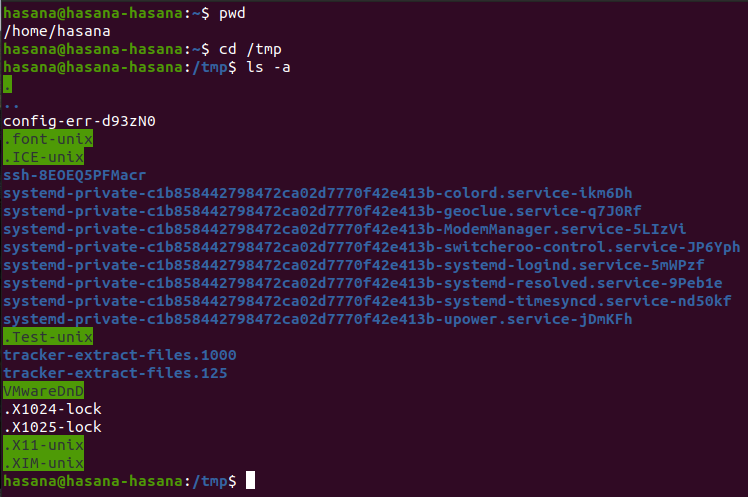 hasana@hasana-hasana:~$ pwd
/home/hasana
hasana@hasana-hasana:~$ cd /tmp
hasana@hasana-hasana:/tmp$ ls -a
.
..
config-err-d93zN0
.font-unix
.ICE-unix
ssh-8EOEQ5PFMacr
systemd-private-c1b858442798472ca02d7770f42e413b-colord.service-ikm6Dh
systemd-private-c1b858442798472ca02d7770f42e413b-geoclue.service-q7J0Rf
systemd-private-c1b858442798472ca02d7770f42e413b-ModemManager.service-5LIzVi
systemd-private-c1b858442798472ca02d7770f42e413b-switcheroo-control.service-JP6Yph
systemd-private-c1b858442798472ca02d7770f42e413b-systemd-logind.service-5mWPzf
systemd-private-c1b858442798472ca02d7770f42e413b-systemd-resolved.service-9Peb1e
systemd-private-c1b858442798472ca02d7770f42e413b-systemd-timesyncd.service-nd50kf
systemd-private-c1b858442798472ca02d7770f42e413b-upower.service-jDmKFh
.Test-unix
tracker-extract-files.1000
tracker-extract-files.125
VMwareDnD
.X1024-lock
.X1025-lock
.X11-unix
.XIM-unix
hasana@hasana-hasana:/tmp$